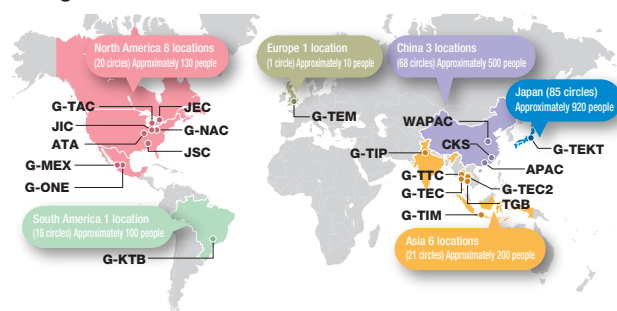 North America 8 locations
(20 circles) Approximately 130 people
Europe 1 location
(1 circle) Approximately 10 people
China 3 locations
(68 circles) Approximately 500 people
Japan (85 circles)
Approximately 920 people
G-TAC
JEC
JIC
G-NAC
ATA
JSC
G-MEX
G-ONE
G-TEM
WAPAC
G-TEKT
G-TIP
CKS
APAC
G-TTC
G-TEC2
G-TEC
TGB
G-TIM
South America 1 location
(16 circles) Approximately 100 people
G-KTB
Asia 6 locations
(21 circles) Approximately 200 people